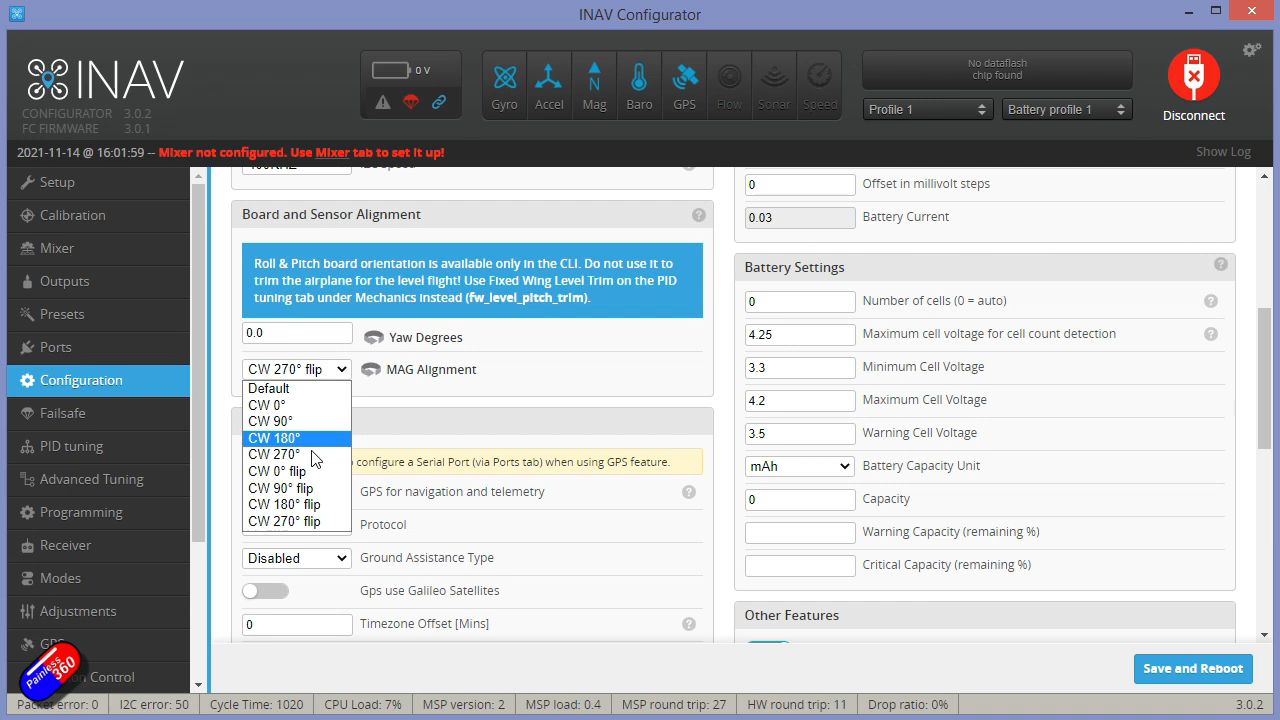 INAV Configurator
INAV
CONFIGURATOR 3.0.2
FC FIRMWARE 3.0.1
0 V
Gyro
Accel
Mag
Baro
GPS
Flow
Sonar
Speed
No dataflash
chip found
Profile 1
Battery profile 1
Disconnect
2021-11-14 @ 16:01:59 -- Mixer not configured. Use Mixer tab to set it up!
Show Log
Setup
Calibration
Mixer
Outputs
Presets
Ports
Configuration
Failsafe
PID tuning
Advanced Tuning
Programming
Receiver
Modes
Adjustments
GPS
Painless360
Control
Board and Sensor Alignment
Roll & Pitch board orientation is available only in the CLI. Do not use it to
trim the airplane for the level flight! Use Fixed Wing Level Trim on the PID
tuning tab under Mechanics instead (fw_level_pitch_trim).
0.0 Yaw Degrees
CW 270° flip MAG Alignment
Default
CW 0°
CW 90°
CW 180°
CW 270°
CW 0° flip
CW 90° flip
CW 180° flip
CW 270° flip
configure a Serial Port (via Ports tab) when using GPS feature.
GPS for navigation and telemetry
Protocol
Disabled Ground Assistance Type
Gps use Galileo Satellites
0 Timezone Offset [Mins]
0 Offset in millivolt steps
0.03 Battery Current
Battery Settings
0 Number of cells (0 = auto)
4.25 Maximum cell voltage for cell count detection
3.3 Minimum Cell Voltage
4.2 Maximum Cell Voltage
3.5 Warning Cell Voltage
mAh Battery Capacity Unit
0 Capacity
Warning Capacity (remaining %)
Critical Capacity (remaining %)
Other Features
Save and Reboot
Packet error: 0
I2C error: 50
Cycle Time: 1020
CPU Load: 7%
MSP version: 2
MSP load: 0.4
MSP round trip: 27
HW round trip: 11
Drop ratio: 0%
3.0.2